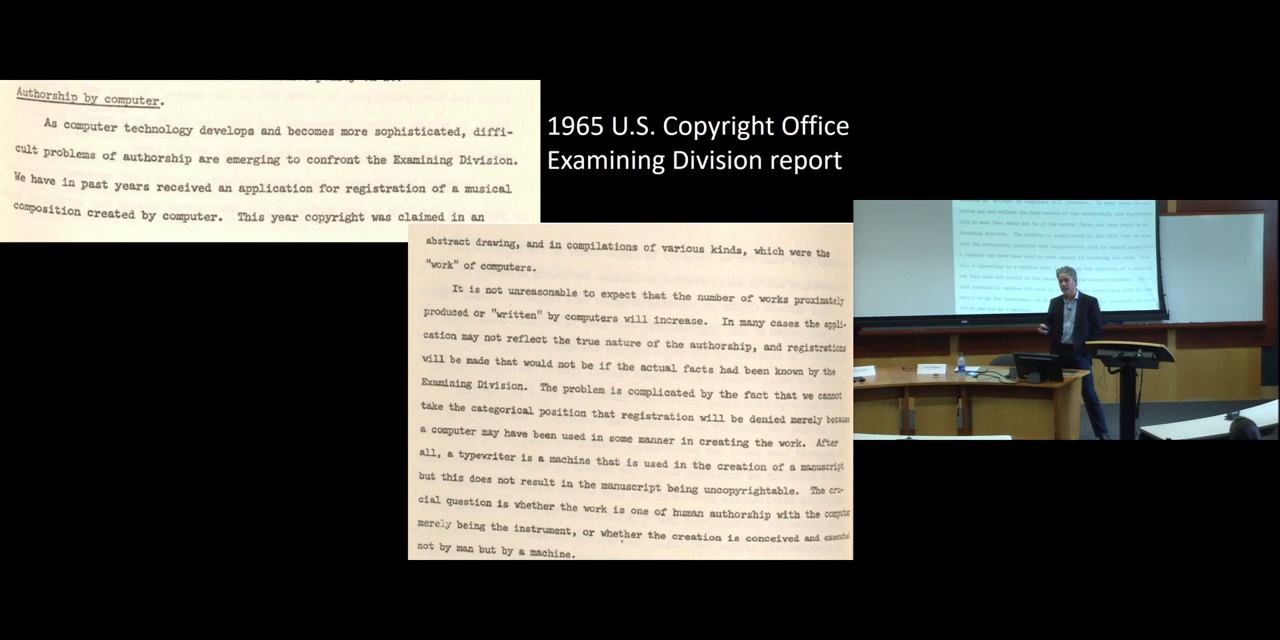 Authorship by computer.
As computer technology develops and becomes more sophisticated, diffi-
cult problems of authorship are emerging to confront the Examining Division.
We have in past years received an application for registration of a musical
composition created by computer. This year copyright was claimed in an
1965 U.S. Copyright Office
Examining Division report
abstract drawing, and in compilations of various kinds, which were the
"work" of computers.
It is not unreasonable to expect that the number of works proximately
produced or "written" by computers will increase. In many cases the appli-
cation may not reflect the true nature of the authorship, and registrations
will be made that would not be if the actual facts had been known by the
Examining Division. The problem is complicated by the fact that we cannot
take the categorical position that registration will be denied merely because
a computer may have been used in some manner in creating the work. After
all, a typewriter is a machine that is used in the creation of a manuscript
but this does not result in the manuscript being uncopyrightable. The cru-
cial question is whether the work is one of human authorship with the computer
merely being the instrument, or whether the creation is conceived and executed
not by man but by a machine.